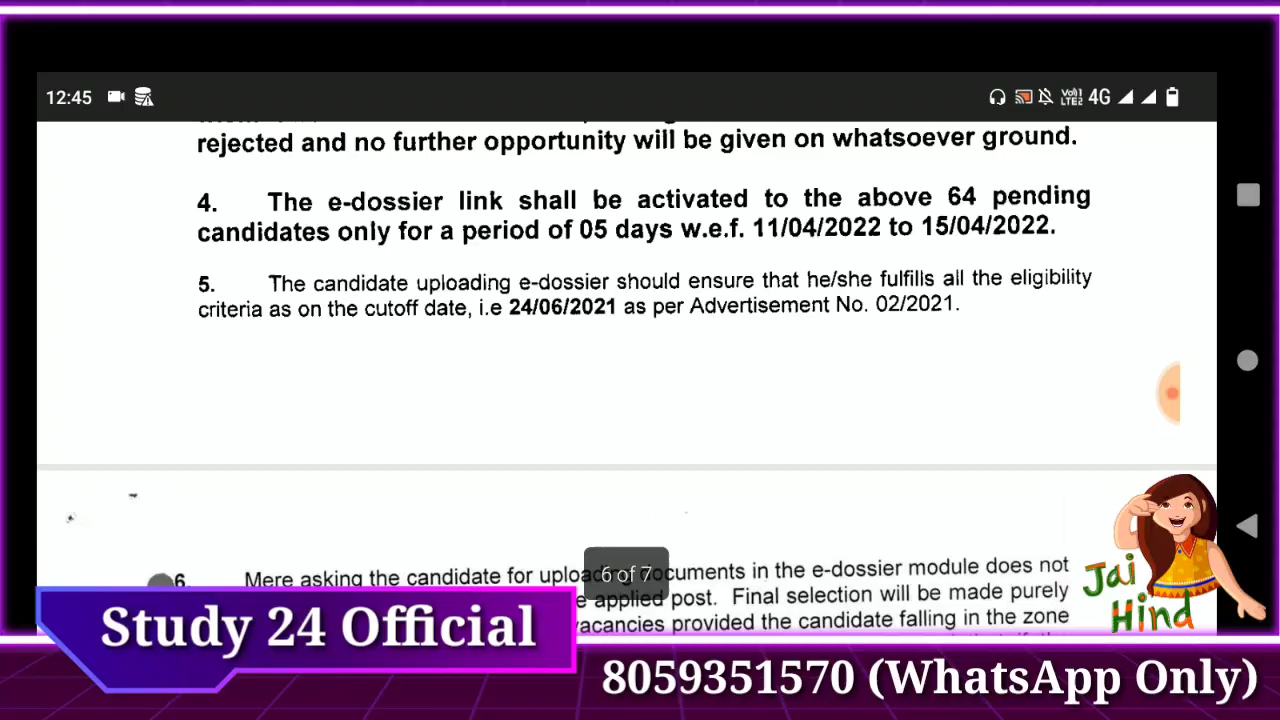 12:45
VoD) LTE2 4G
rejected and no further opportunity will be given on whatsoever ground.
4. The e-dossier link shall be activated to the above 64 pending
candidates only for a period of 05 days w.e.f. 11/04/2022 to 15/04/2022.
5. The candidate uploading e-dossier should ensure that he/she fulfills all the eligibility
criteria as on the cutoff date, i.e 24/06/2021 as per Advertisement No. 02/2021.
6 of 7
6. Mere asking the candidate for uploading documents in the e-dossier module does not
e applied post. Final selection will be made purely
vacancies provided the candidate falling in the zone
Jai
Hind
Study 24 Official
8059351570 (WhatsApp Only)